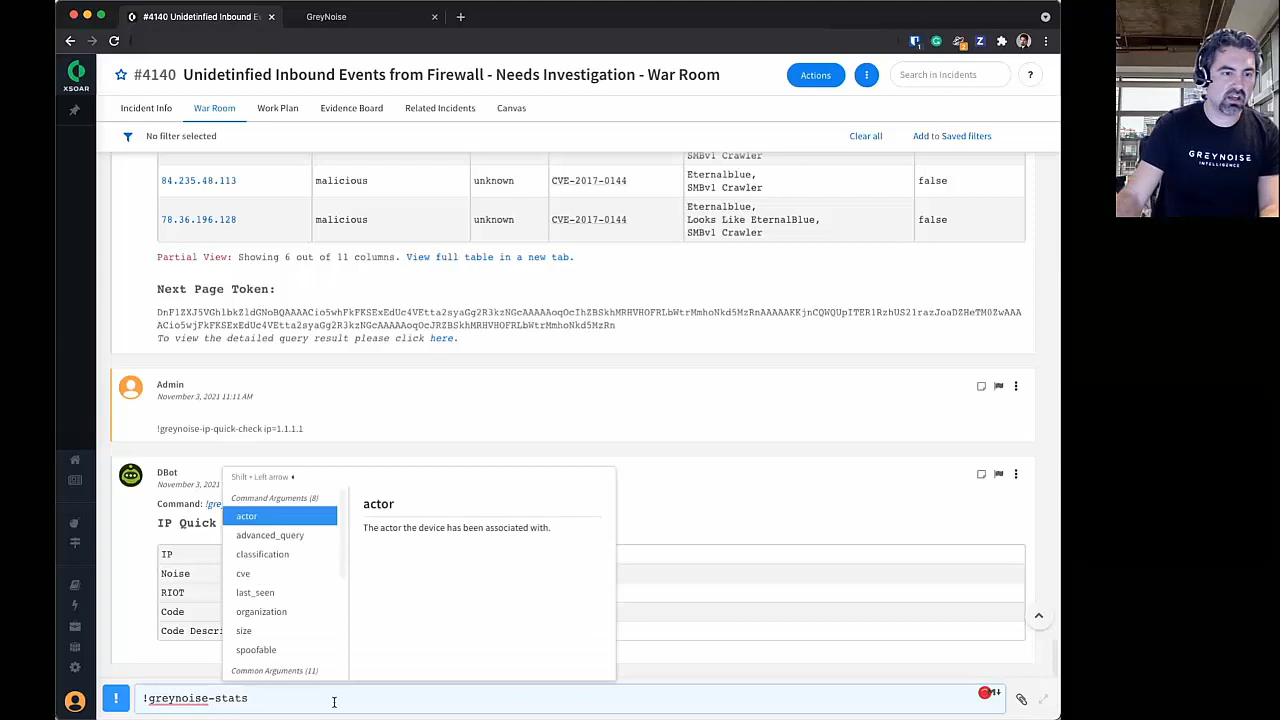 #4140 Unidetinfied Inbound Ev
GreyNoise
XSOAR
#4140 Unidetinfied Inbound Events from Firewall - Needs Investigation - War Room
Actions
Search in Incidents
?
Incident Info
War Room
Work Plan
Evidence Board
Related Incidents
Canvas
No filter selected
Clear all
Add to Saved filters
SMBv1 Crawler
84.235.48.113 malicious unknown CVE-2017-0144 Eternalblue, false
SMBv1 Crawler
Eternalblue,
78.36.196.128 malicious unknown CVE-2017-0144 Looks Like EternalBlue, false
SMBv1 Crawler
Partial View: Showing 6 out of 11 columns. View full table in a new tab.
Next Page Token:
To view the detailed query result please click here.
Admin
November 3, 2021 11:11 AM
!greynoise-ip-quick-check ip=1.1.1.1
DBot
November 3, 2021
Command: !gre
IP Quick
IP
Noise
RIOT
Code
Code Descri
Shift + Left arrow
Command Arguments (8)
actor
advanced_query
classification
cve
last_seen
organization
size
spoofable
Common Arguments (11)
actor
The actor the device has been associated with.
!
!greynoise-stats
GREYNOISE
INTELLIGENCE